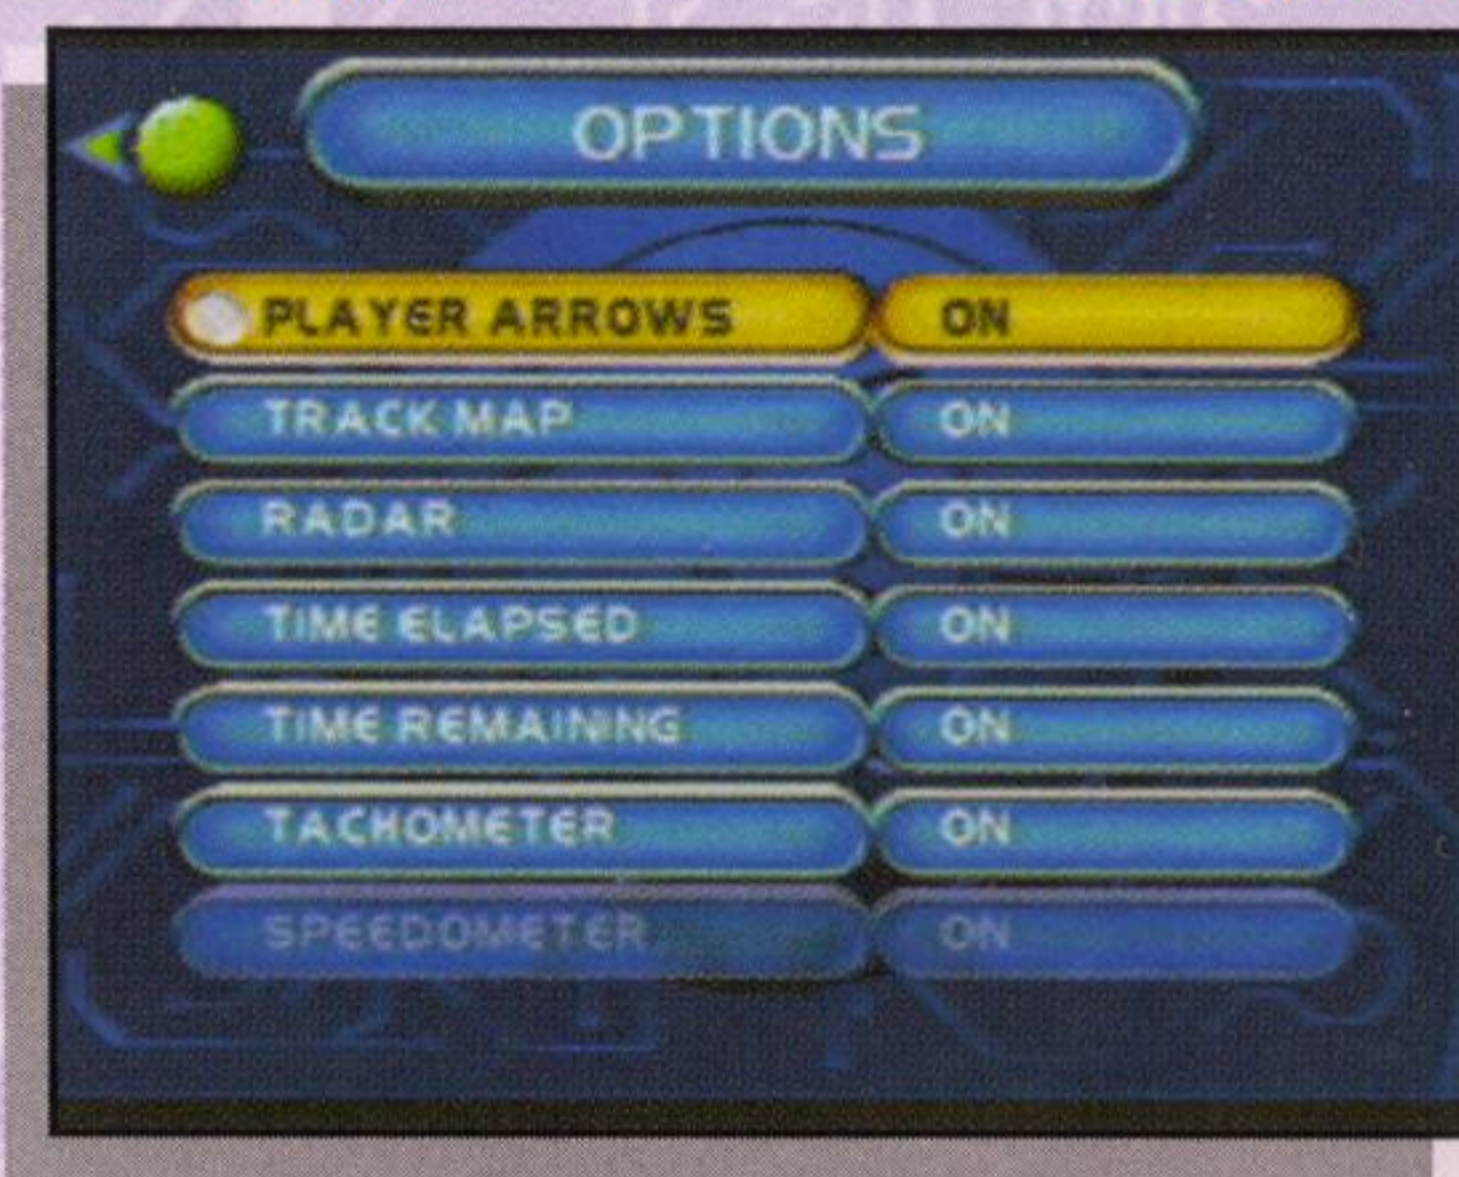 OPTIONS
PLAYER ARROWS ON
TRACK MAP ON
RADAR ON
TIME ELAPSED ON
TIME REMAINING ON
TACHOMETER ON
SPEEDOMETER ON